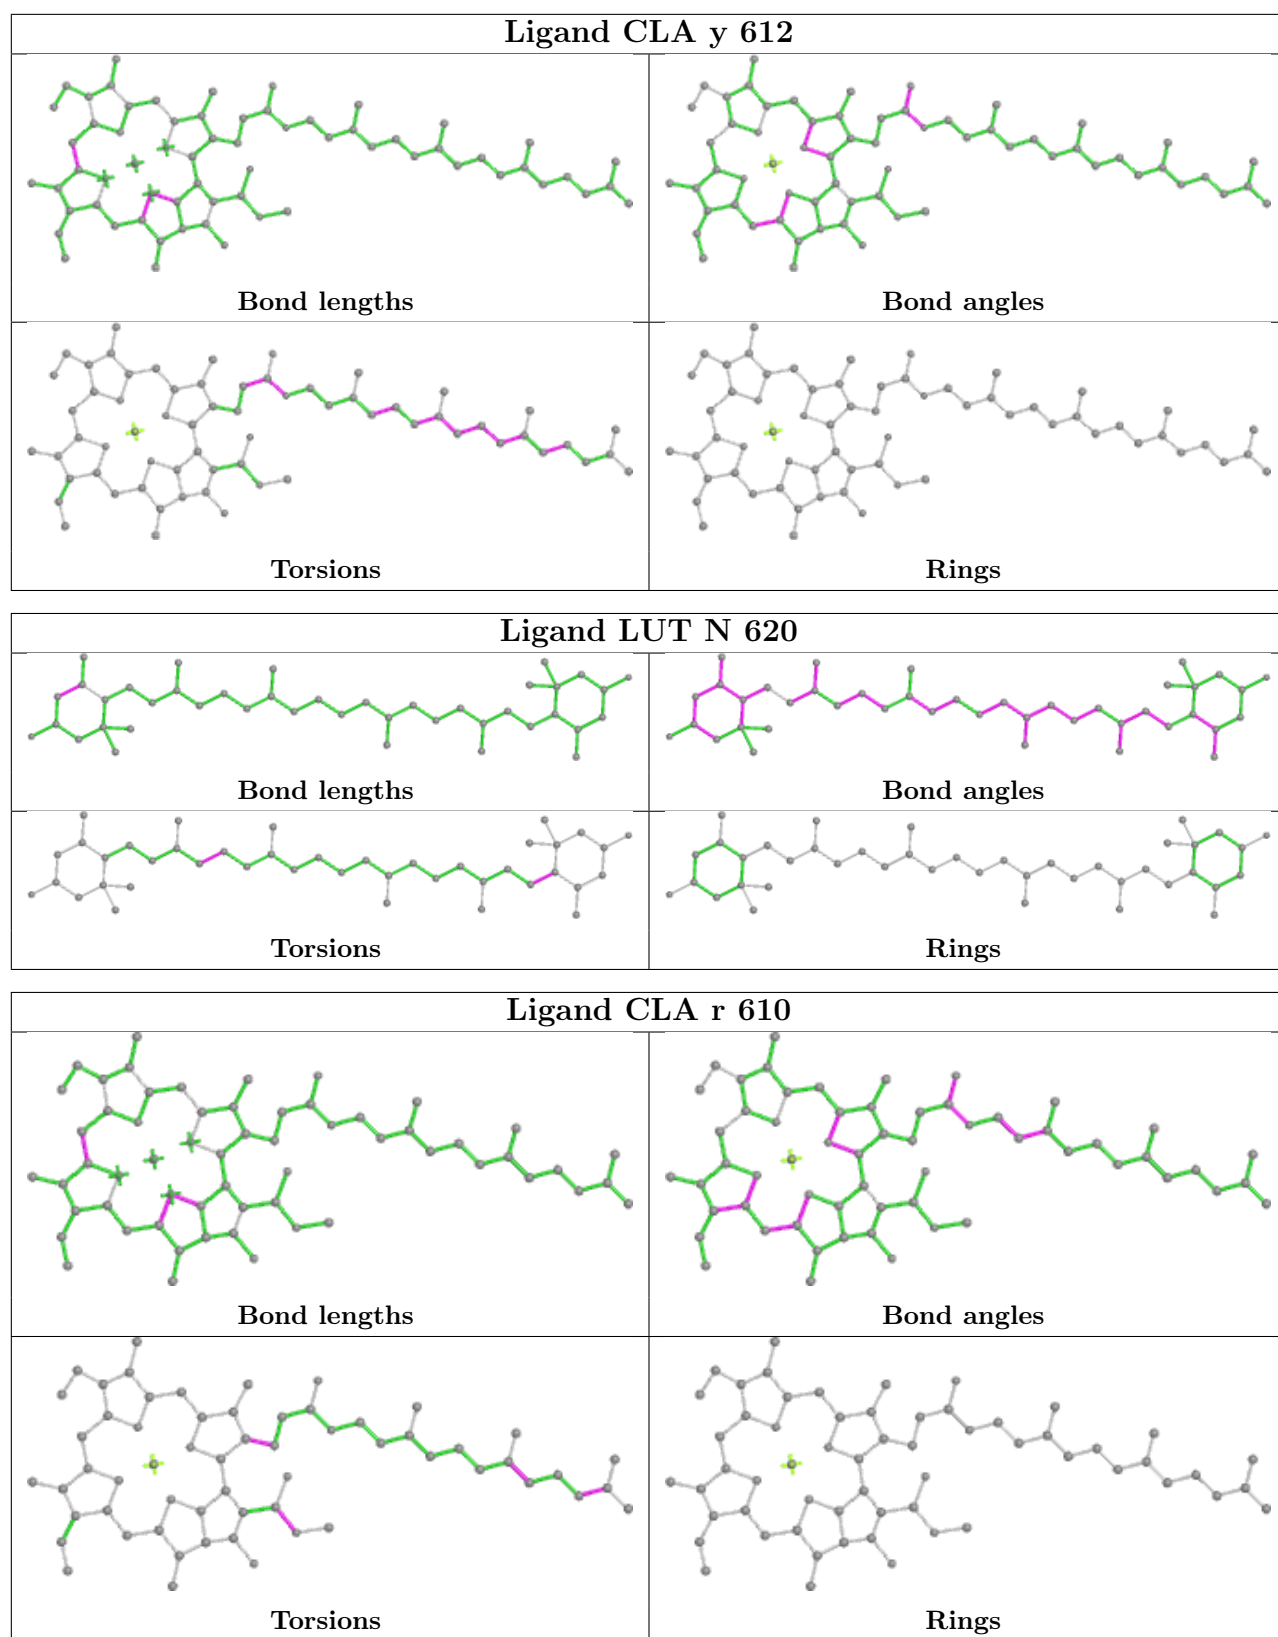 Ligand CLA y 612
Bond lengths
Bond angles
Torsions
Rings
Ligand LUT N 620
Bond lengths
Bond angles
Torsions
Rings
Ligand CLA r 610
Bond lengths
Bond angles
Torsions
Rings